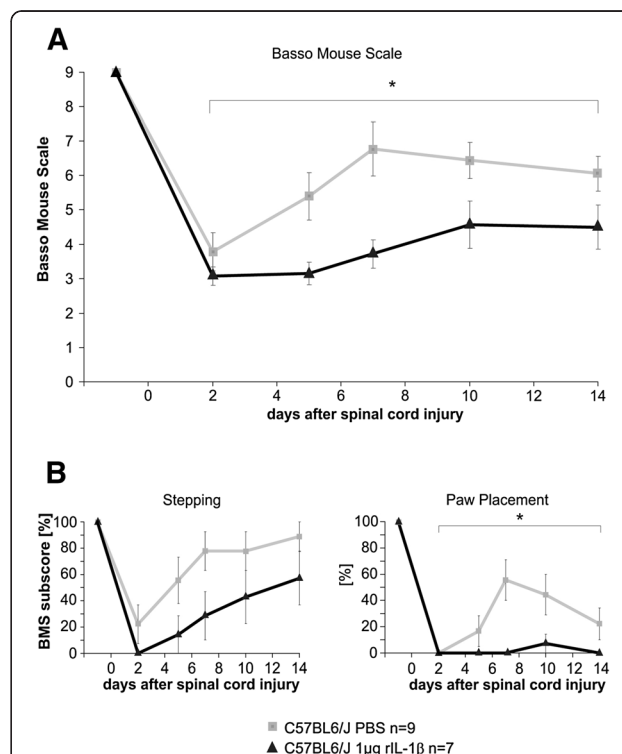 A
Basso Mouse Scale
*
Basso Mouse Scale
9
8
7
6
5
4
3
2
1
0
0 2 4 6 8 10 12 14
days after spinal cord injury
B
Stepping
BMS subscore [%]
100
80
60
40
20
0
0 2 4 6 8 10 12 14
days after spinal cord injury
Paw Placement
*
[%]
100
80
60
40
20
0
0 2 4 6 8 10 12 14
days after spinal cord injury
C57BL6/J PBS n=9
C57BL6/J 1µg rIL-1β n=7